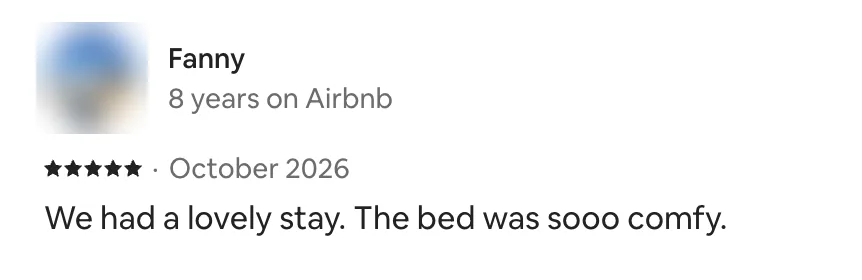 Fanny
8 years on Airbnb
★★★★★ · October 2026
We had a lovely stay. The bed was sooo comfy.